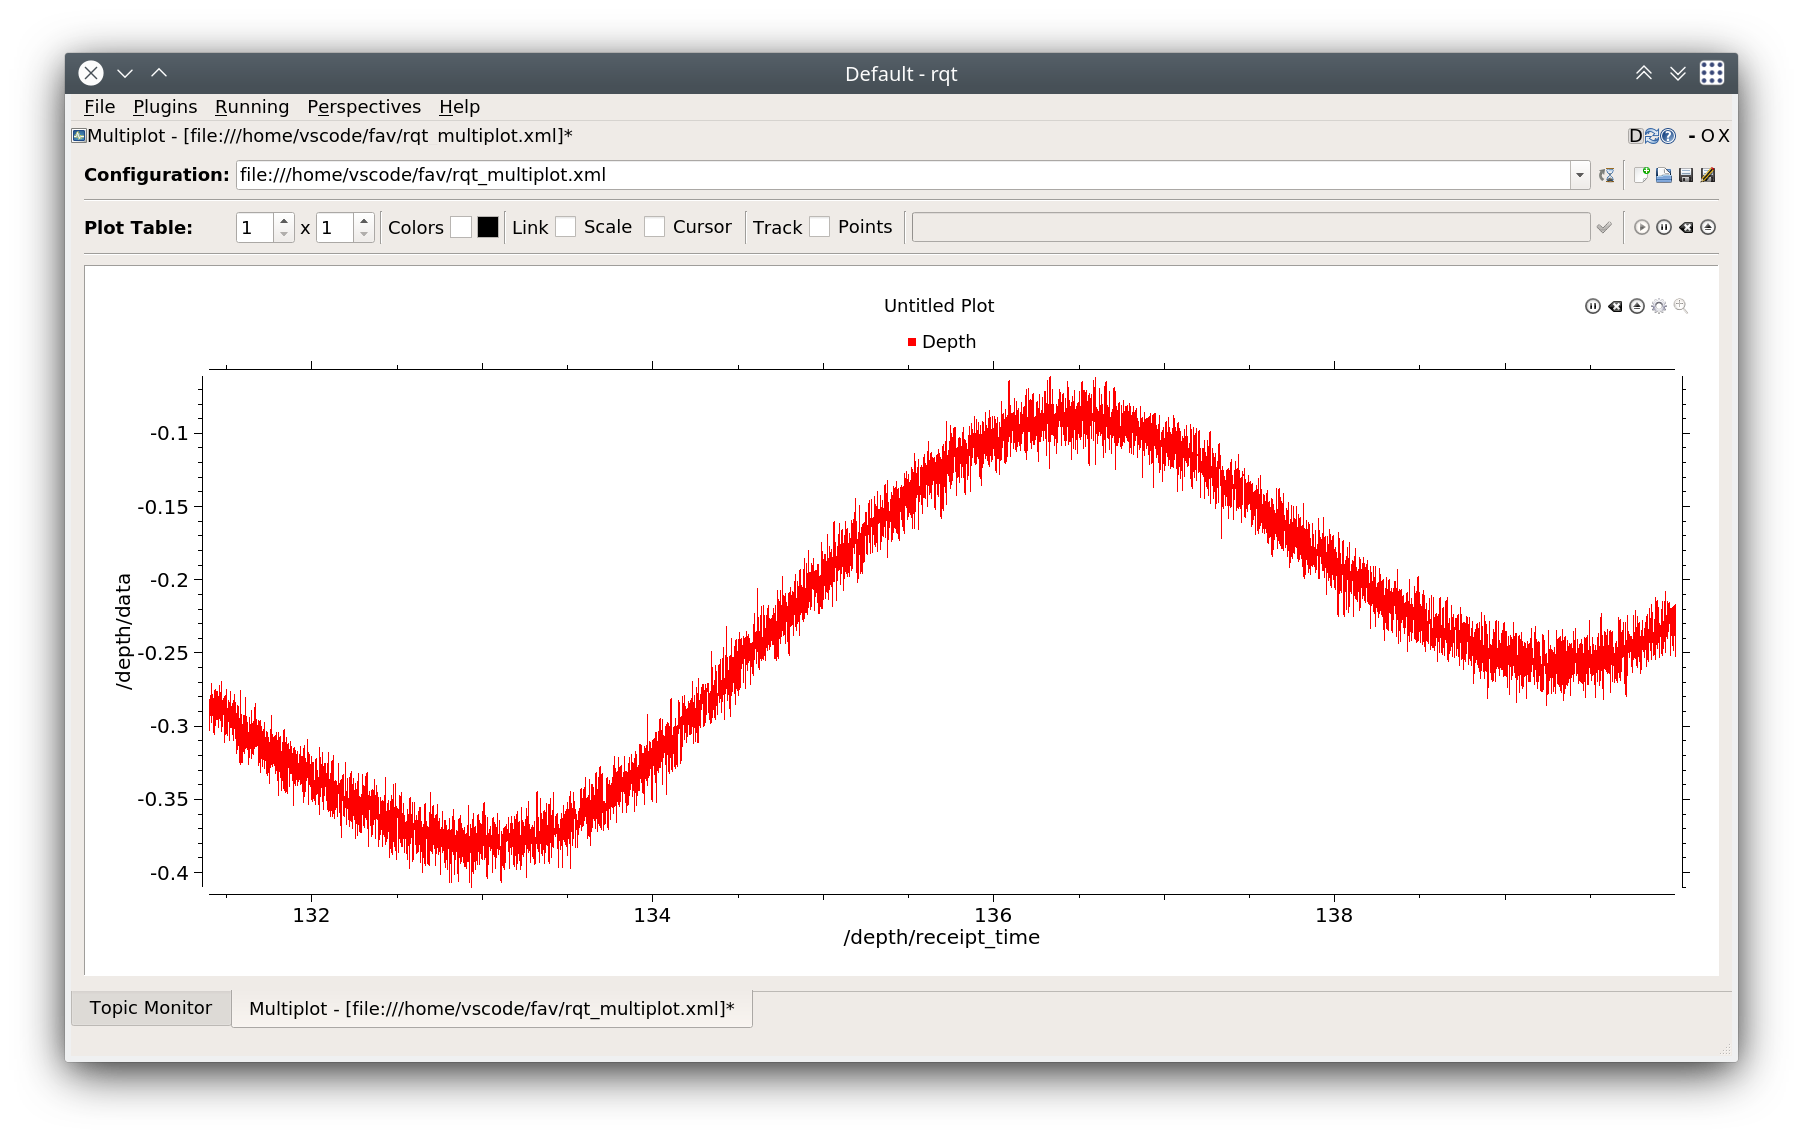 Default - rqt
File Plugins Running Perspectives Help
Multiplot - [file:///home/vscode/fav/rqt multiplot.xml]* D - O X
Configuration: file:///home/vscode/fav/rqt_multiplot.xml
Plot Table: 1 x 1 Colors Link Scale Cursor Track Points
Untitled Plot
Depth
-0.1
-0.15
-0.2
-0.25
-0.3
-0.35
-0.4
/depth/data
132 134 136 138
/depth/receipt_time
Topic Monitor Multiplot - [file:///home/vscode/fav/rqt_multiplot.xml]*